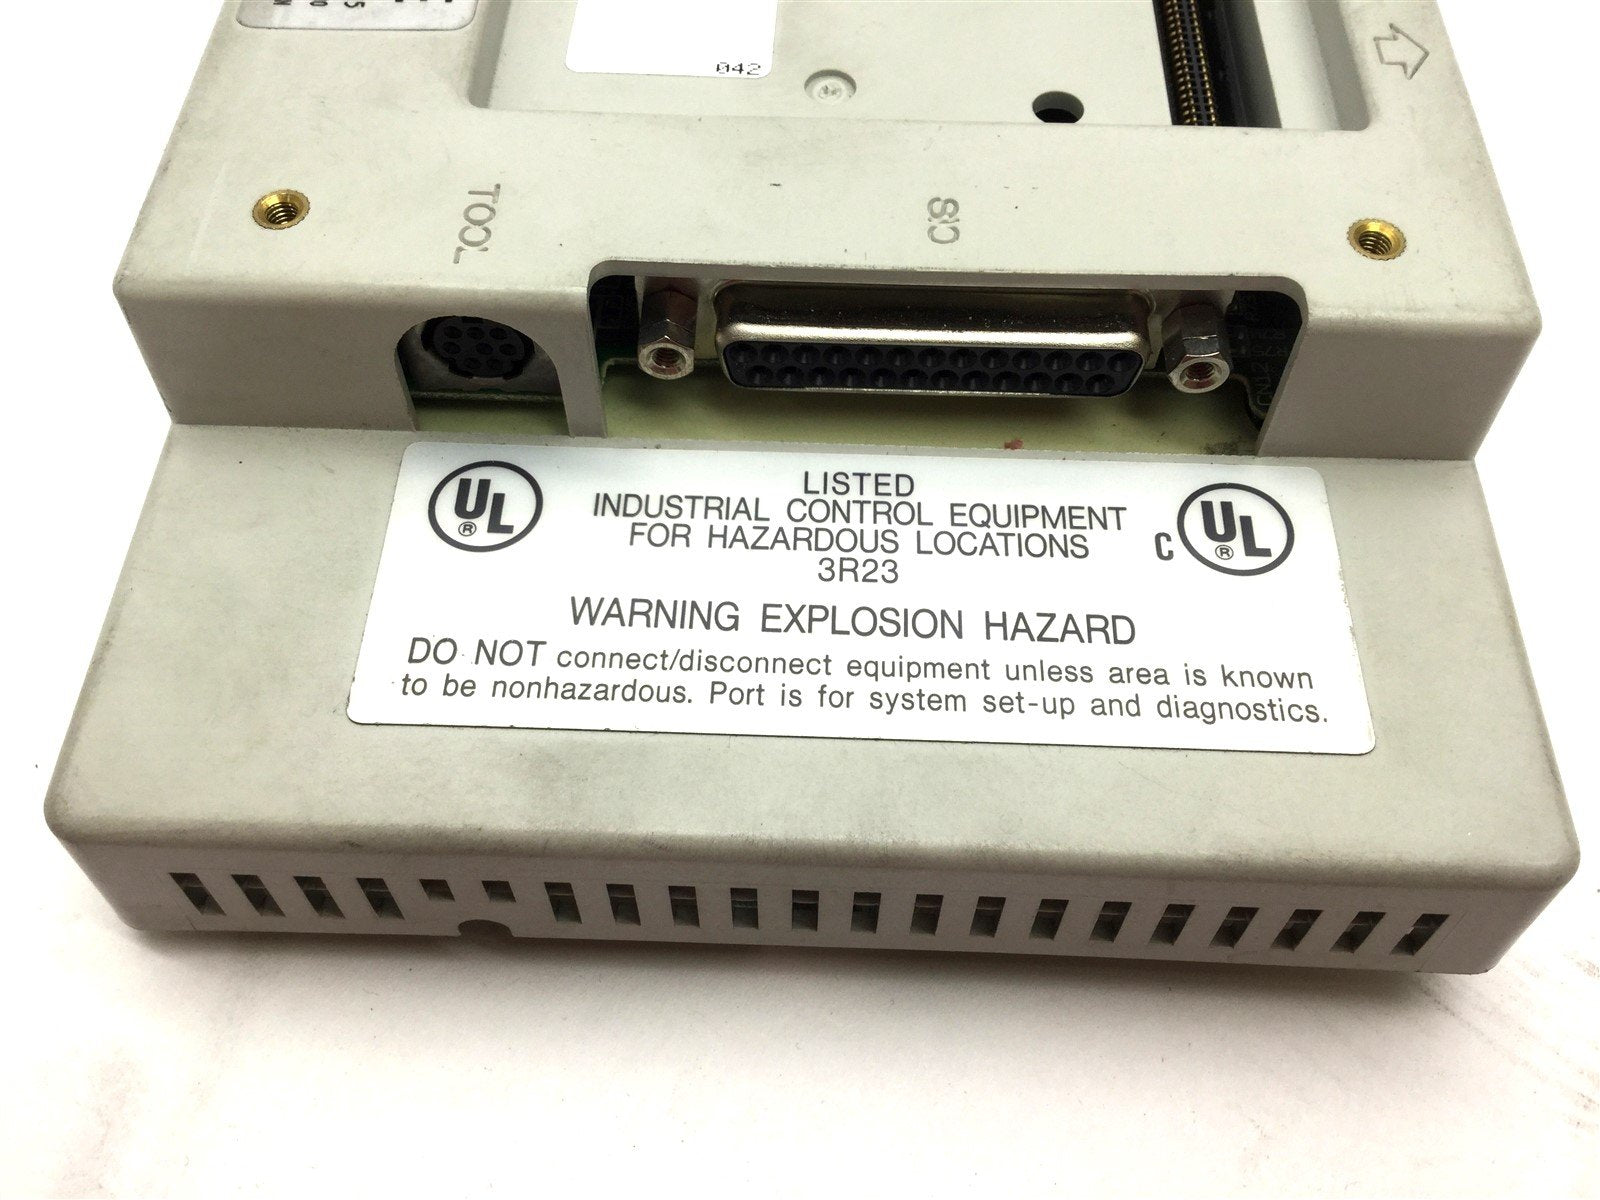 042
TOOL
SIO
UL
®
LISTED
INDUSTRIAL CONTROL EQUIPMENT
FOR HAZARDOUS LOCATIONS
3R23
C UL
®
WARNING EXPLOSION HAZARD
DO NOT connect/disconnect equipment unless area is known
to be nonhazardous. Port is for system set-up and diagnostics.